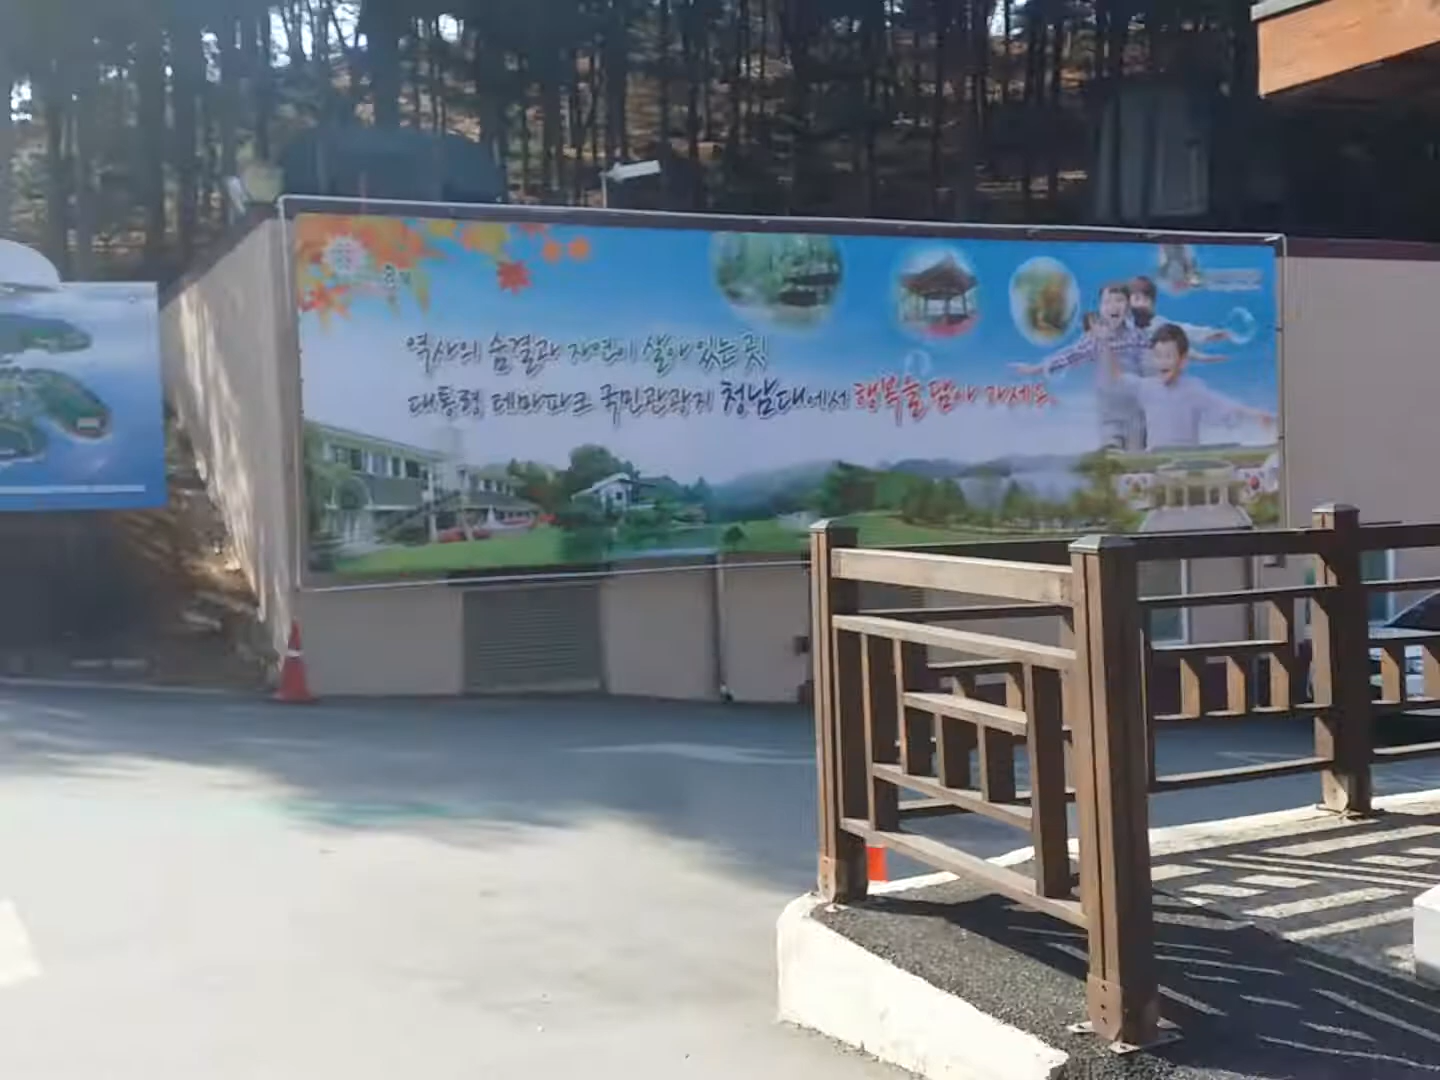 역사의 숨결과 자연이 살아 있는 곳!
대통령 테마파크 국민관광지 청남대에서 행복을 담아 가세요.